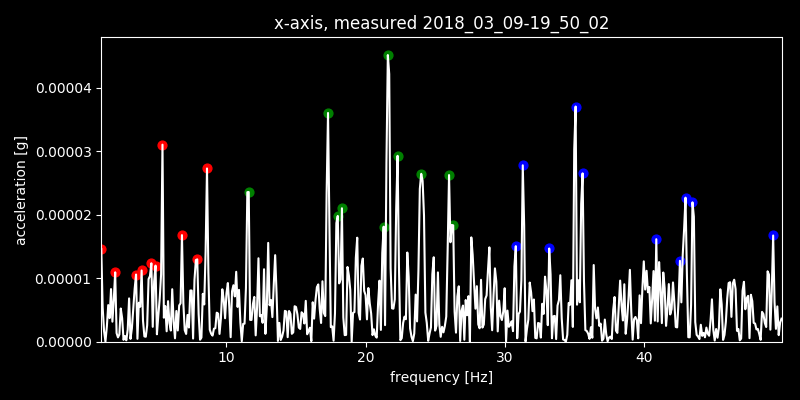 x-axis, measured 2018_03_09-19_50_02
acceleration [g]
0.00004
0.00003
0.00002
0.00001
0.00000
10 20 30 40
frequency [Hz]